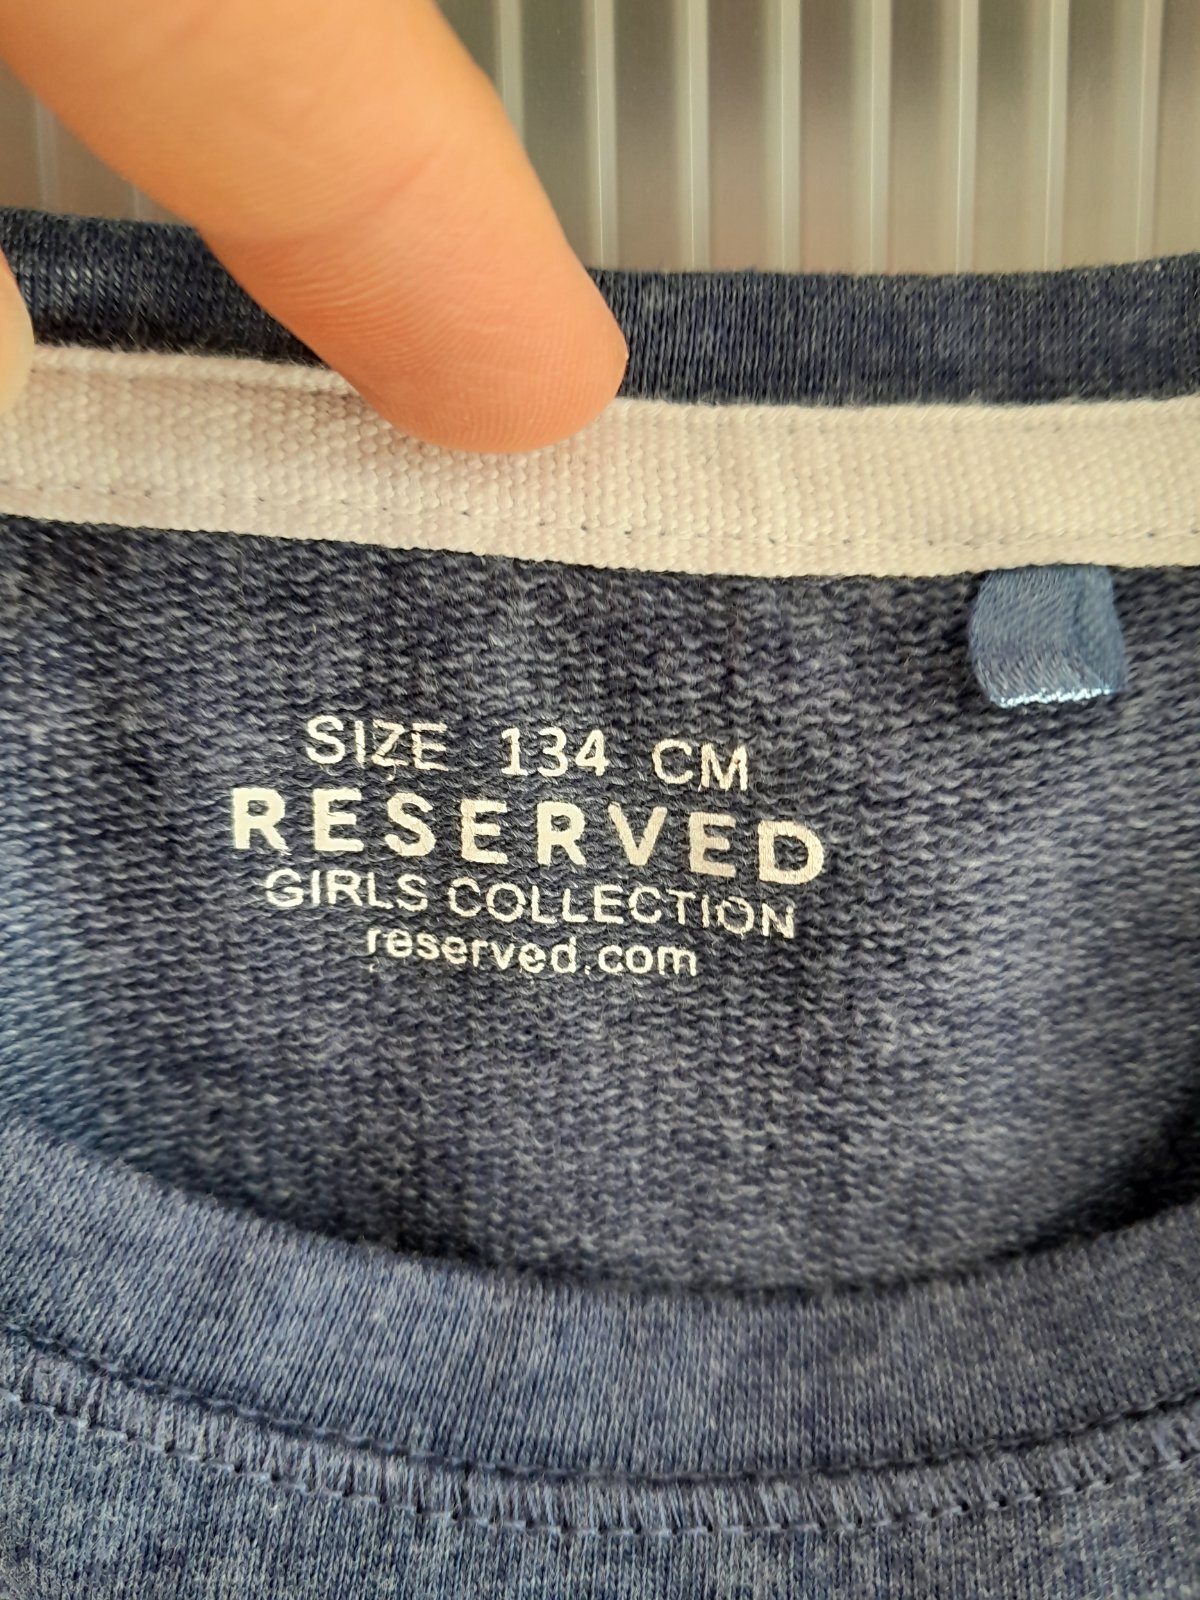 SIZE 134 CM
RESERVED
GIRLS COLLECTION
reserved.com